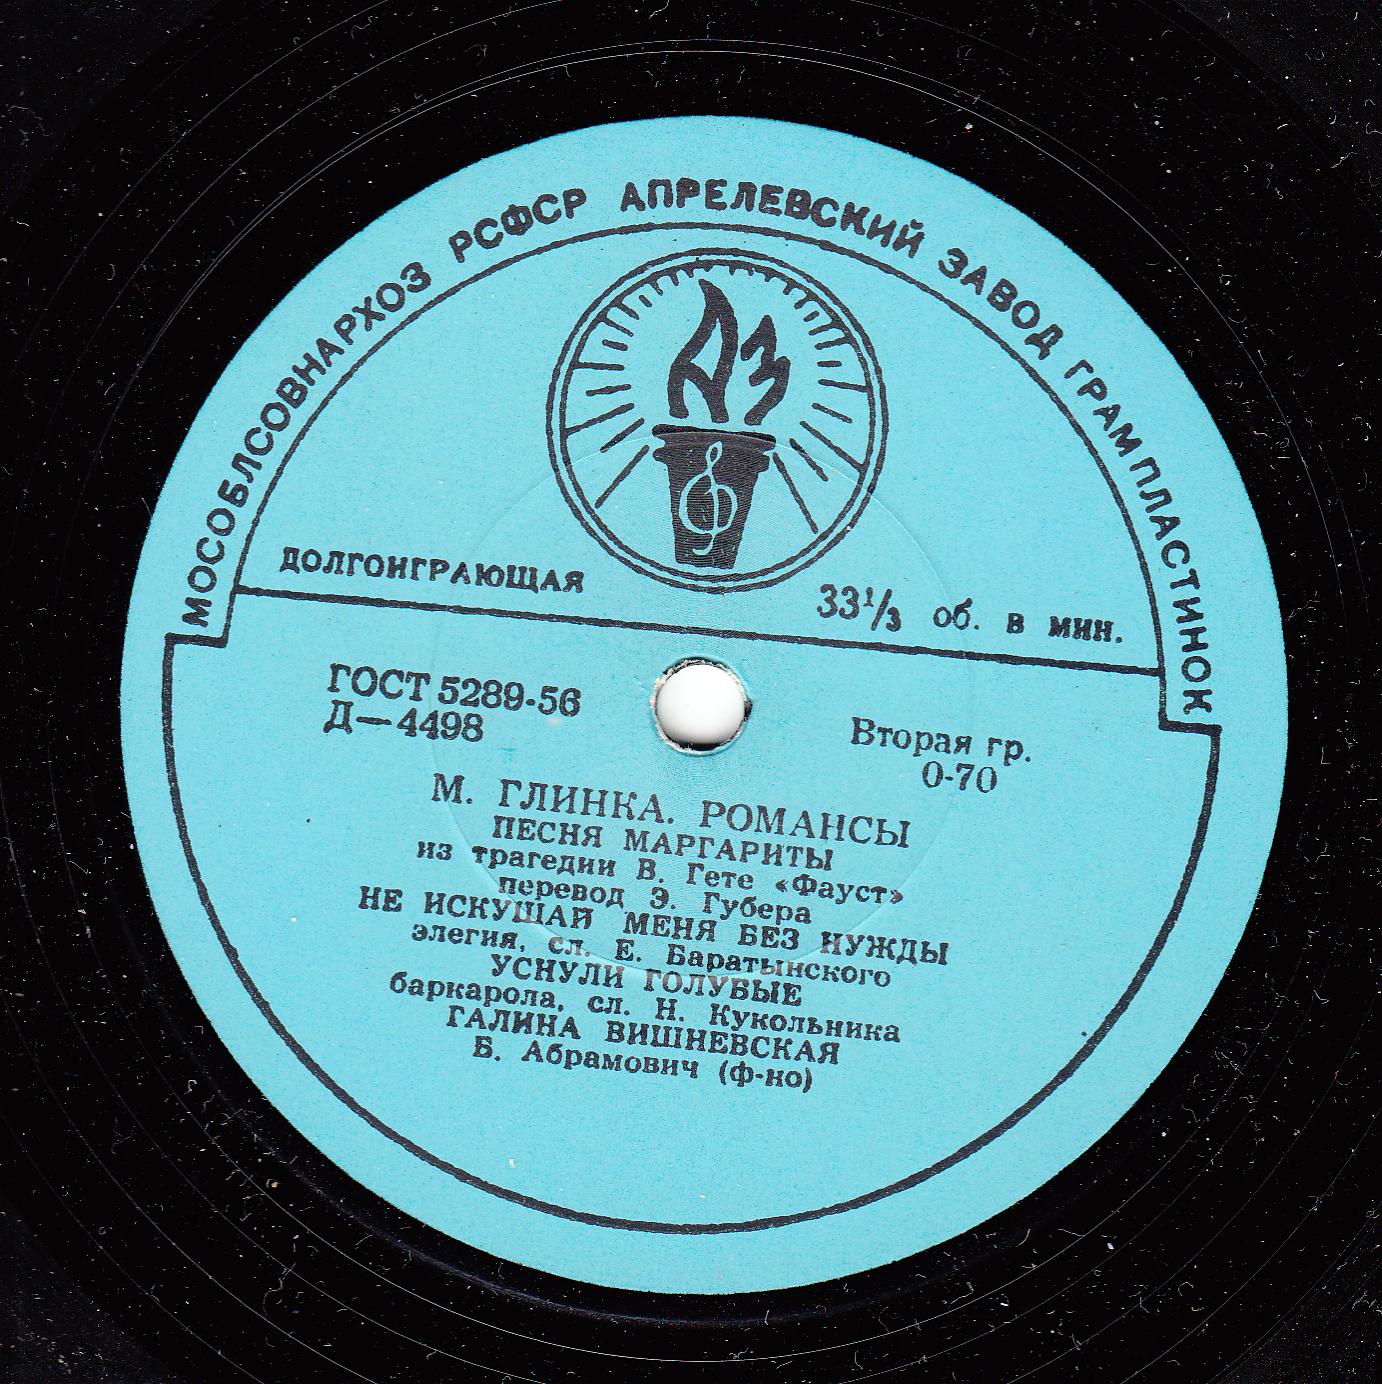 МОСОБЛСОВНАРХОЗ РСФСР АПРЕЛЕВСКИЙ ЗАВОД ГРАМПЛАСТИНОК
АЗ
ДОЛГОИГРАЮЩАЯ
33 1/3 об. в мин.
ГОСТ 5289-56
Д—4498
Вторая гр.
0-70
М. ГЛИНКА. РОМАНСЫ
ПЕСНЯ МАРГАРИТЫ
из трагедии В. Гете «Фауст»
перевод Э. Губера
НЕ ИСКУШАЙ МЕНЯ БЕЗ НУЖДЫ
элегия, сл. Е. Баратынского
УСНУЛИ ГОЛУБЫЕ
баркарола, сл. Н. Кукольника
ГАЛИНА ВИШНЕВСКАЯ
Б. Абрамович (ф-но)